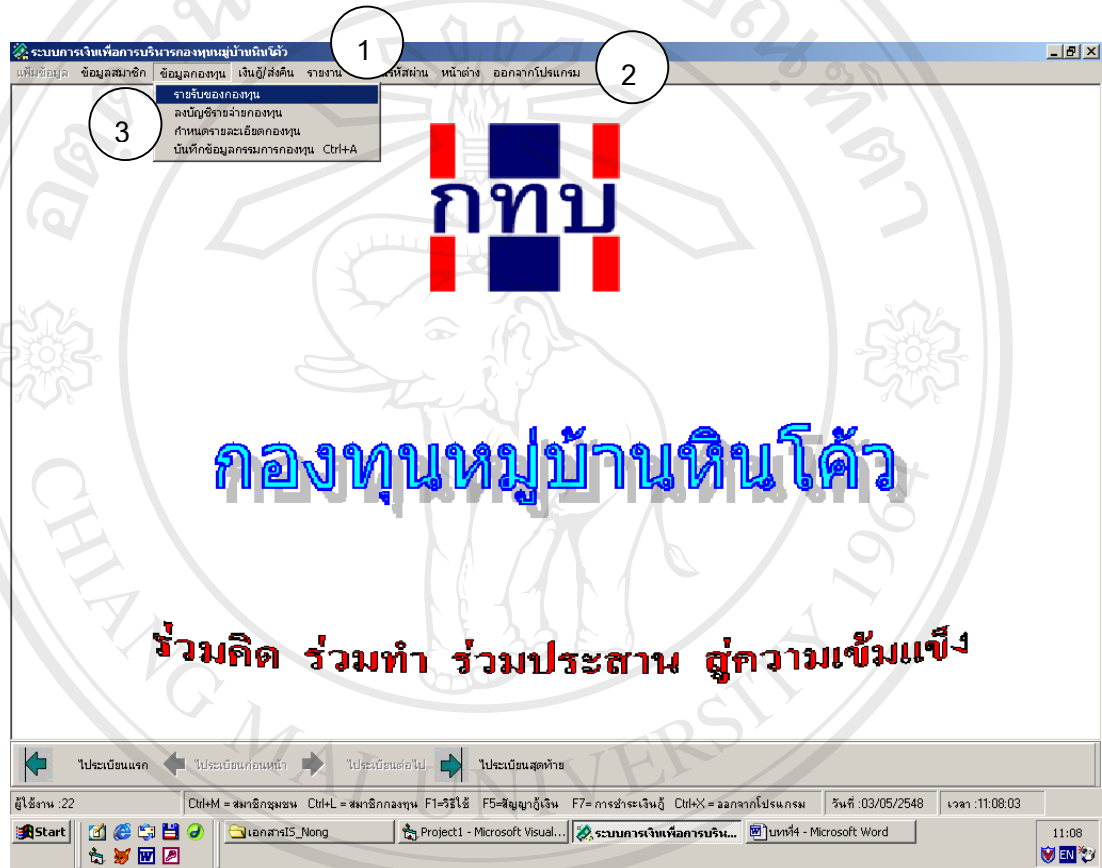 ระบบการเงินเพื่อการบริหารกองทุนหมู่บ้านหินโค้ว
1
แฟ้มข้อมูล ข้อมูลสมาชิก ข้อมูลกองทุน เงินกู้/ส่งคืน รายงาน รหัสผ่าน หน้าต่าง ออกจากโปรแกรม
2
รายรับของกองทุน
ลงบัญชีรายจ่ายกองทุน
3
กำหนดรายละเอียดกองทุน
บันทึกข้อมูลกรรมการกองทุน Ctrl+A
กทบ
กองทุนหมู่บ้านหินโค้ว
ร่วมคิด ร่วมทำ ร่วมประสาน สู่ความเข้มแข็ง
CHIANG MAI UNIVERSITY 1964
ไประเบียนแรก ไประเบียนก่อนหน้า ไประเบียนต่อไป ไประเบียนสุดท้าย
ผู้ใช้งาน :22 Ctrl+M = สมาชิกชุมชน Ctrl+L = สมาชิกกองทุน F1=วิธีใช้ F5=สัญญากู้เงิน F7= การชำระเงินกู้ Ctrl+X = ออกจากโปรแกรม วันที่ :03/05/2548 เวลา :11:08:03
Start เอกสารIS_Nong Project1 - Microsoft Visual... ระบบการเงินเพื่อการบริห... บทที่4 - Microsoft Word 11:08
EN